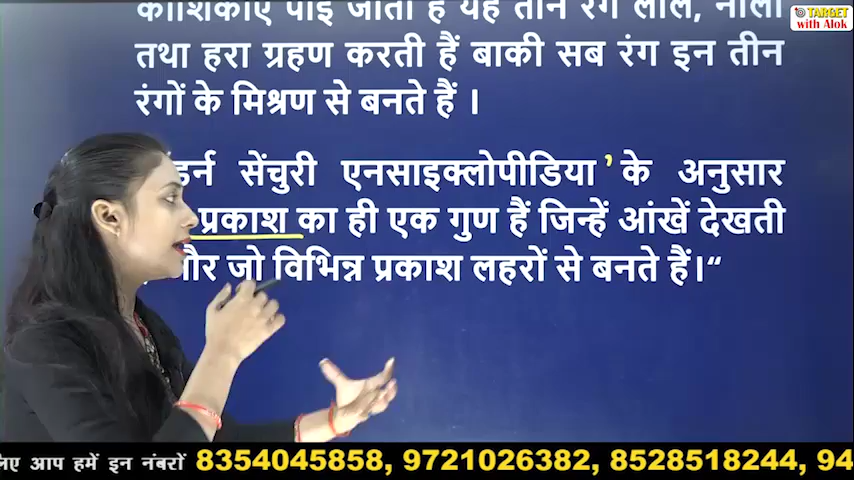 कोशिकाएं पाई जाती हैं यह तीन रंग लाल, नीला
तथा हरा ग्रहण करती हैं बाकी सब रंग इन तीन
रंगों के मिश्रण से बनते हैं ।
सेंचुरी एनसाइक्लोपीडिया ’ के अनुसार
प्रकाश का ही एक गुण हैं जिन्हें आंखें देखती
और जो विभिन्न प्रकाश लहरों से बनते हैं।“
TARGET
with Alok
लिए आप हमें इन नंबरों 8354045858, 9721026382, 8528518244, 94